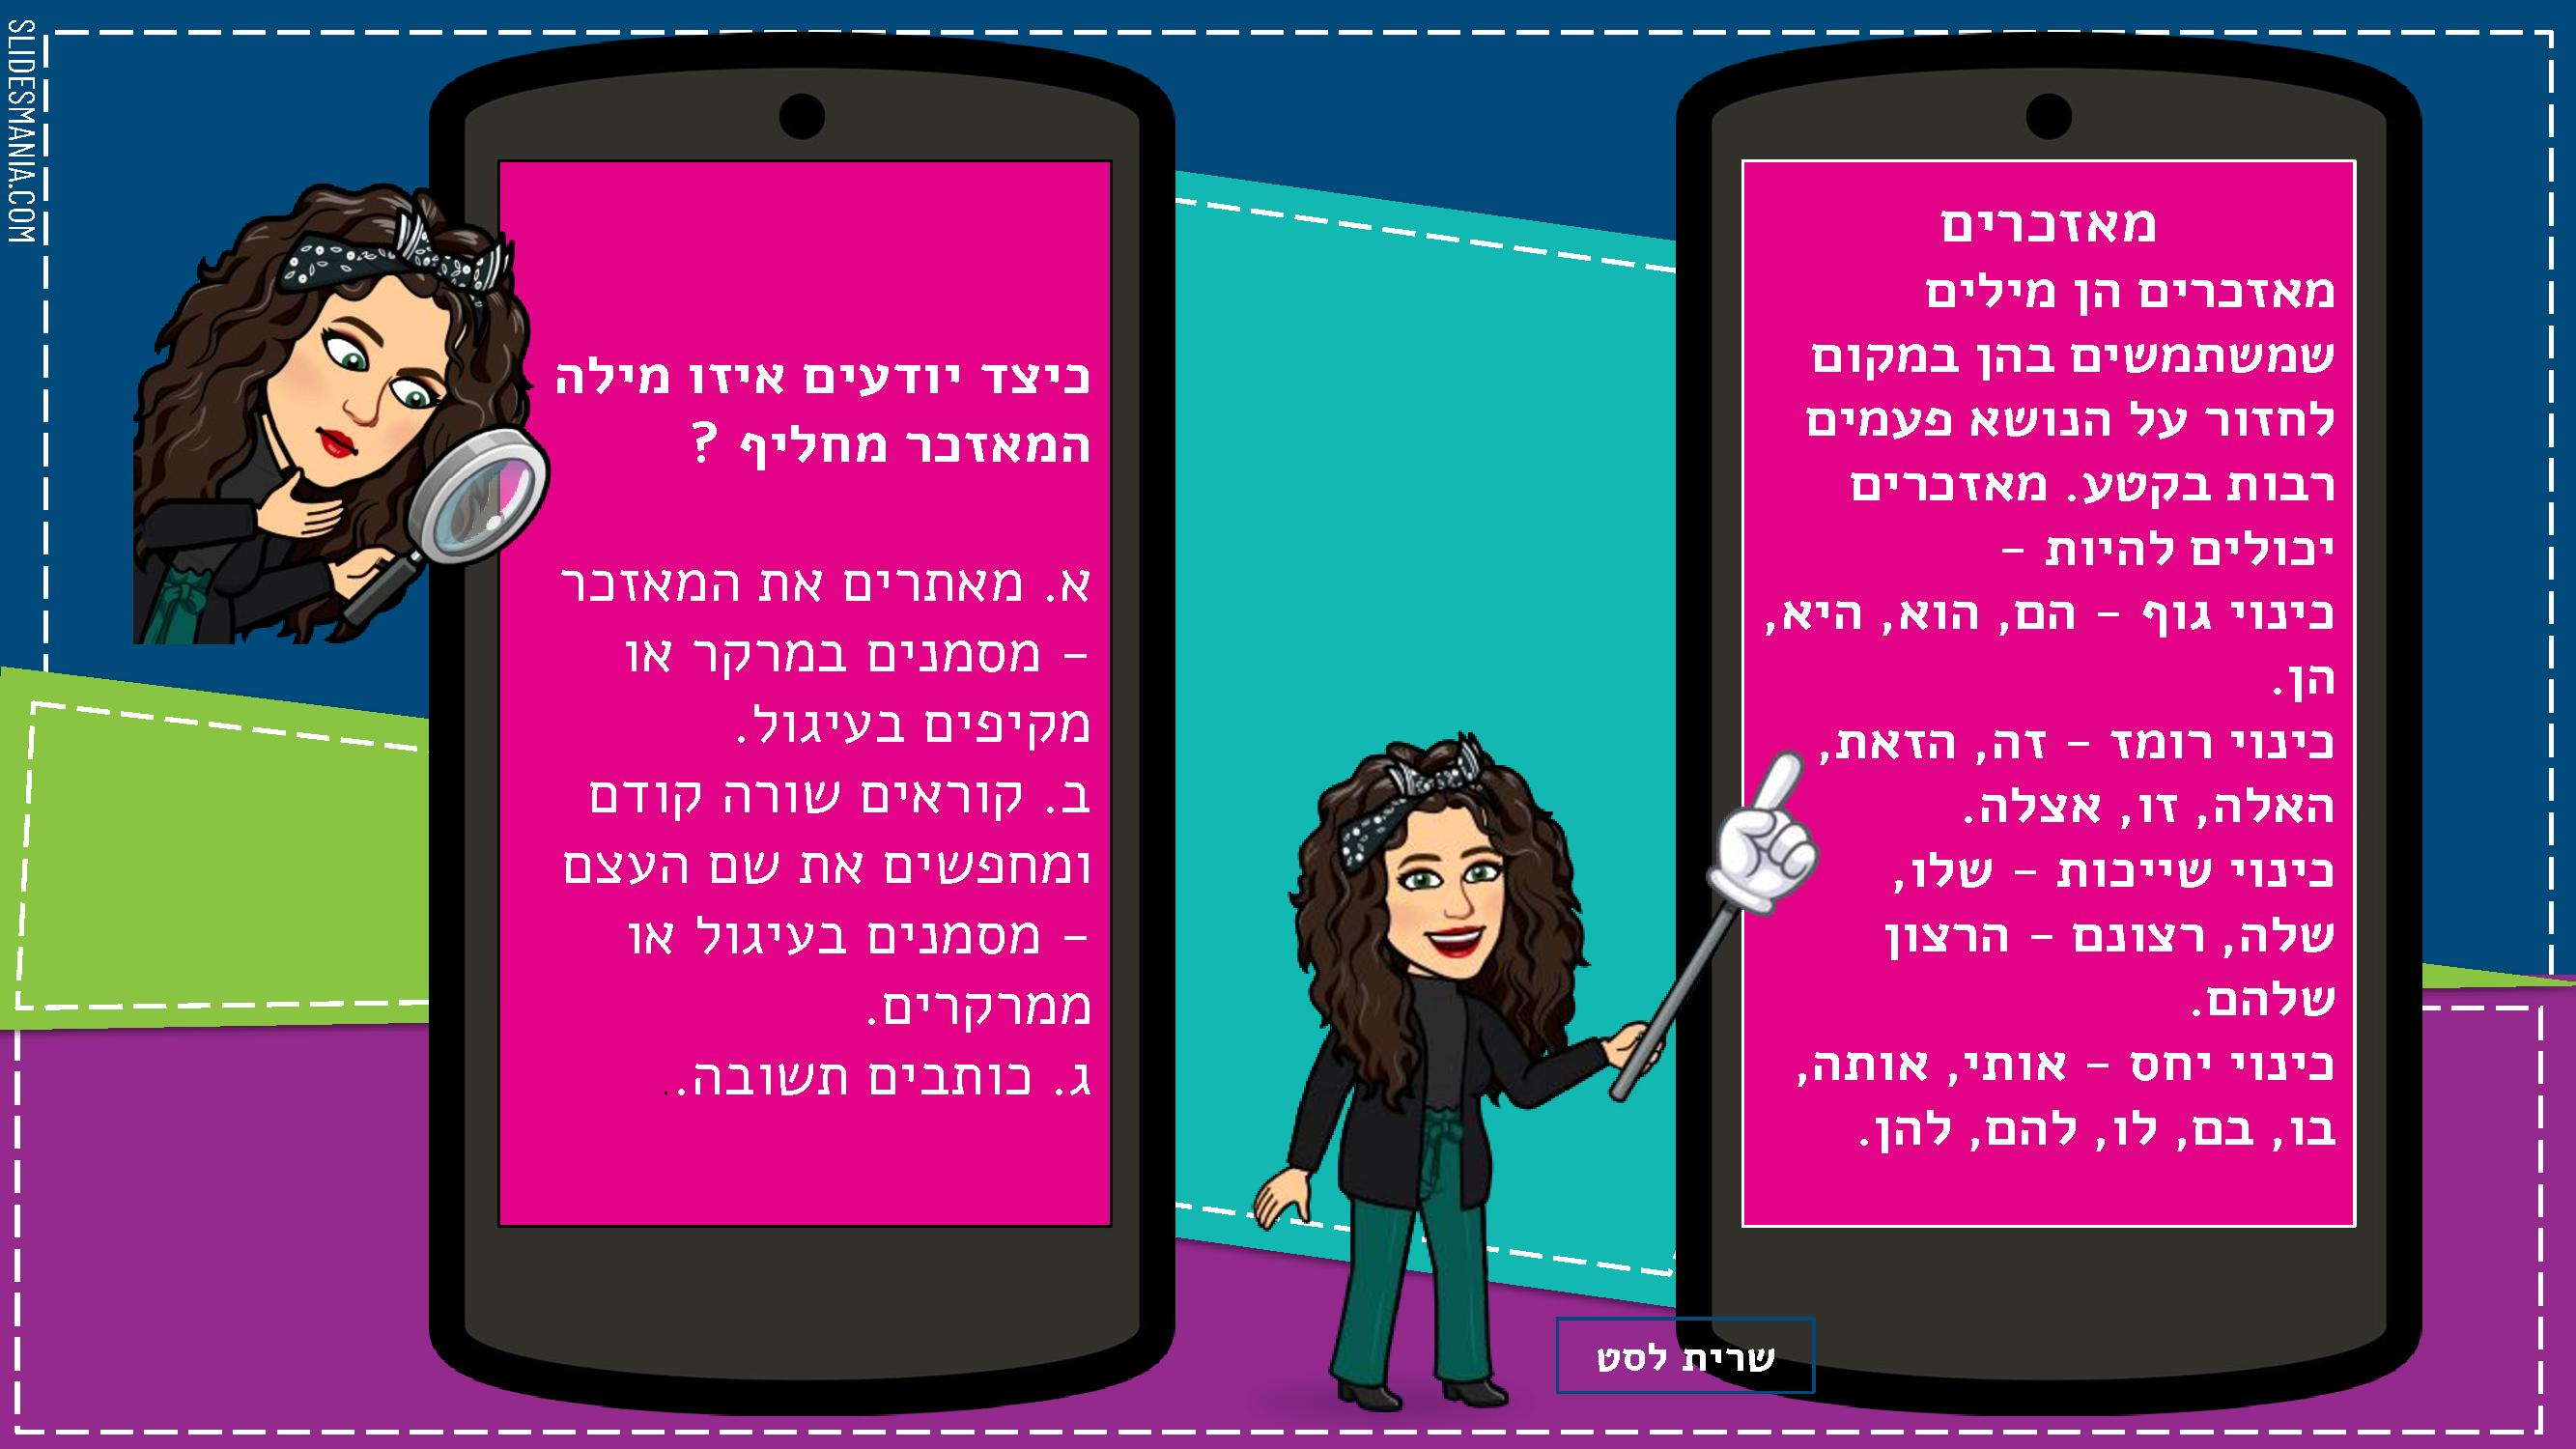 מאזכרים
מאזכרים הן מילים
שמשתמשים בהן במקום
לחזור על הנושא פעמים
רבות בקטע. מאזכרים
יכולים להיות –
כינוי גוף – הם, הוא, היא,
הן.
כינוי רומז – זה, הזאת,
האלה, זו, אצלה.
כינוי שייכות – שלו,
שלה, רצונם – הרצון
שלהם.
כינוי יחס – אותי, אותה,
בו, בם, לו, להם, להן.
כיצד יודעים איזו מילה
המאזכר מחליף ?
א. מאתרים את המאזכר
– מסמנים במרקר או
מקיפים בעיגול.
ב. קוראים שורה קודם
ומחפשים את שם העצם
– מסמנים בעיגול או
ממרקרים.
ג. כותבים תשובה..
שרית לסט
SLIDESMANIA.COM